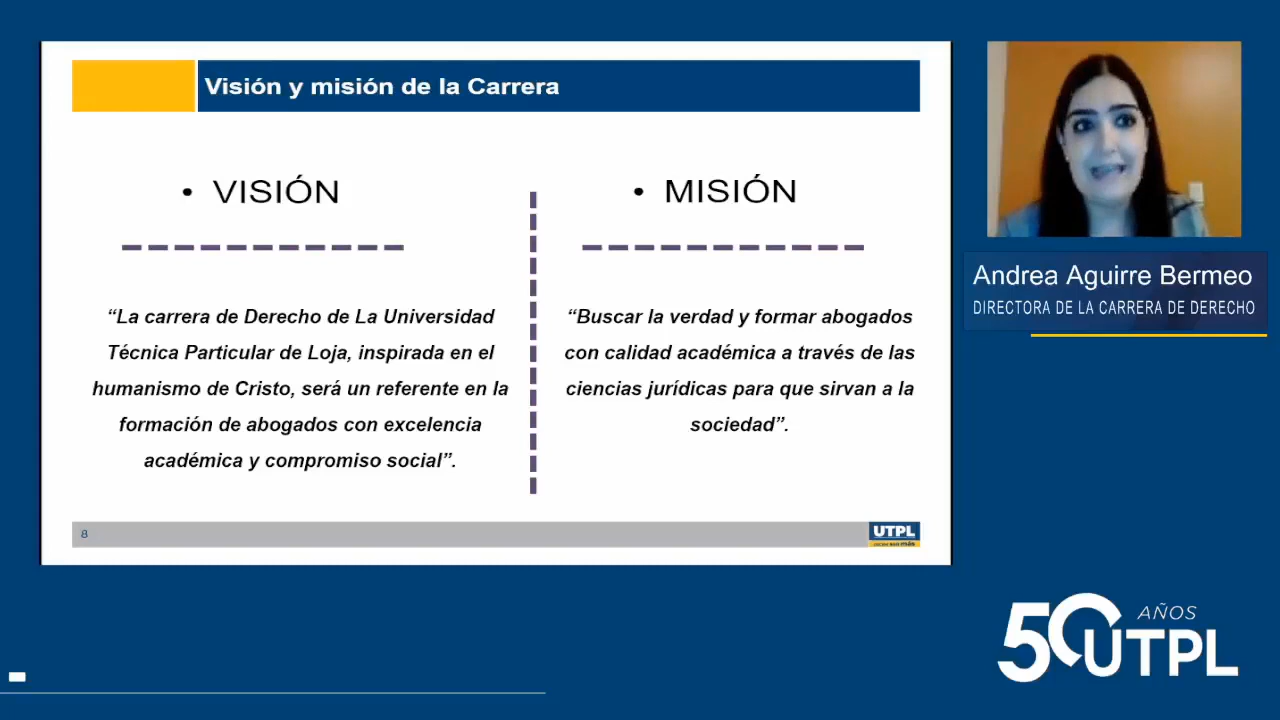 Visión y misión de la Carrera
• VISIÓN
“La carrera de Derecho de La Universidad
Técnica Particular de Loja, inspirada en el
humanismo de Cristo, será un referente en la
formación de abogados con excelencia
académica y compromiso social”.
• MISIÓN
“Buscar la verdad y formar abogados
con calidad académica a través de las
ciencias jurídicas para que sirvan a la
sociedad”.
8
UTPL
Andrea Aguirre Bermeo
DIRECTORA DE LA CARRERA DE DERECHO
50 AÑOS
UTPL